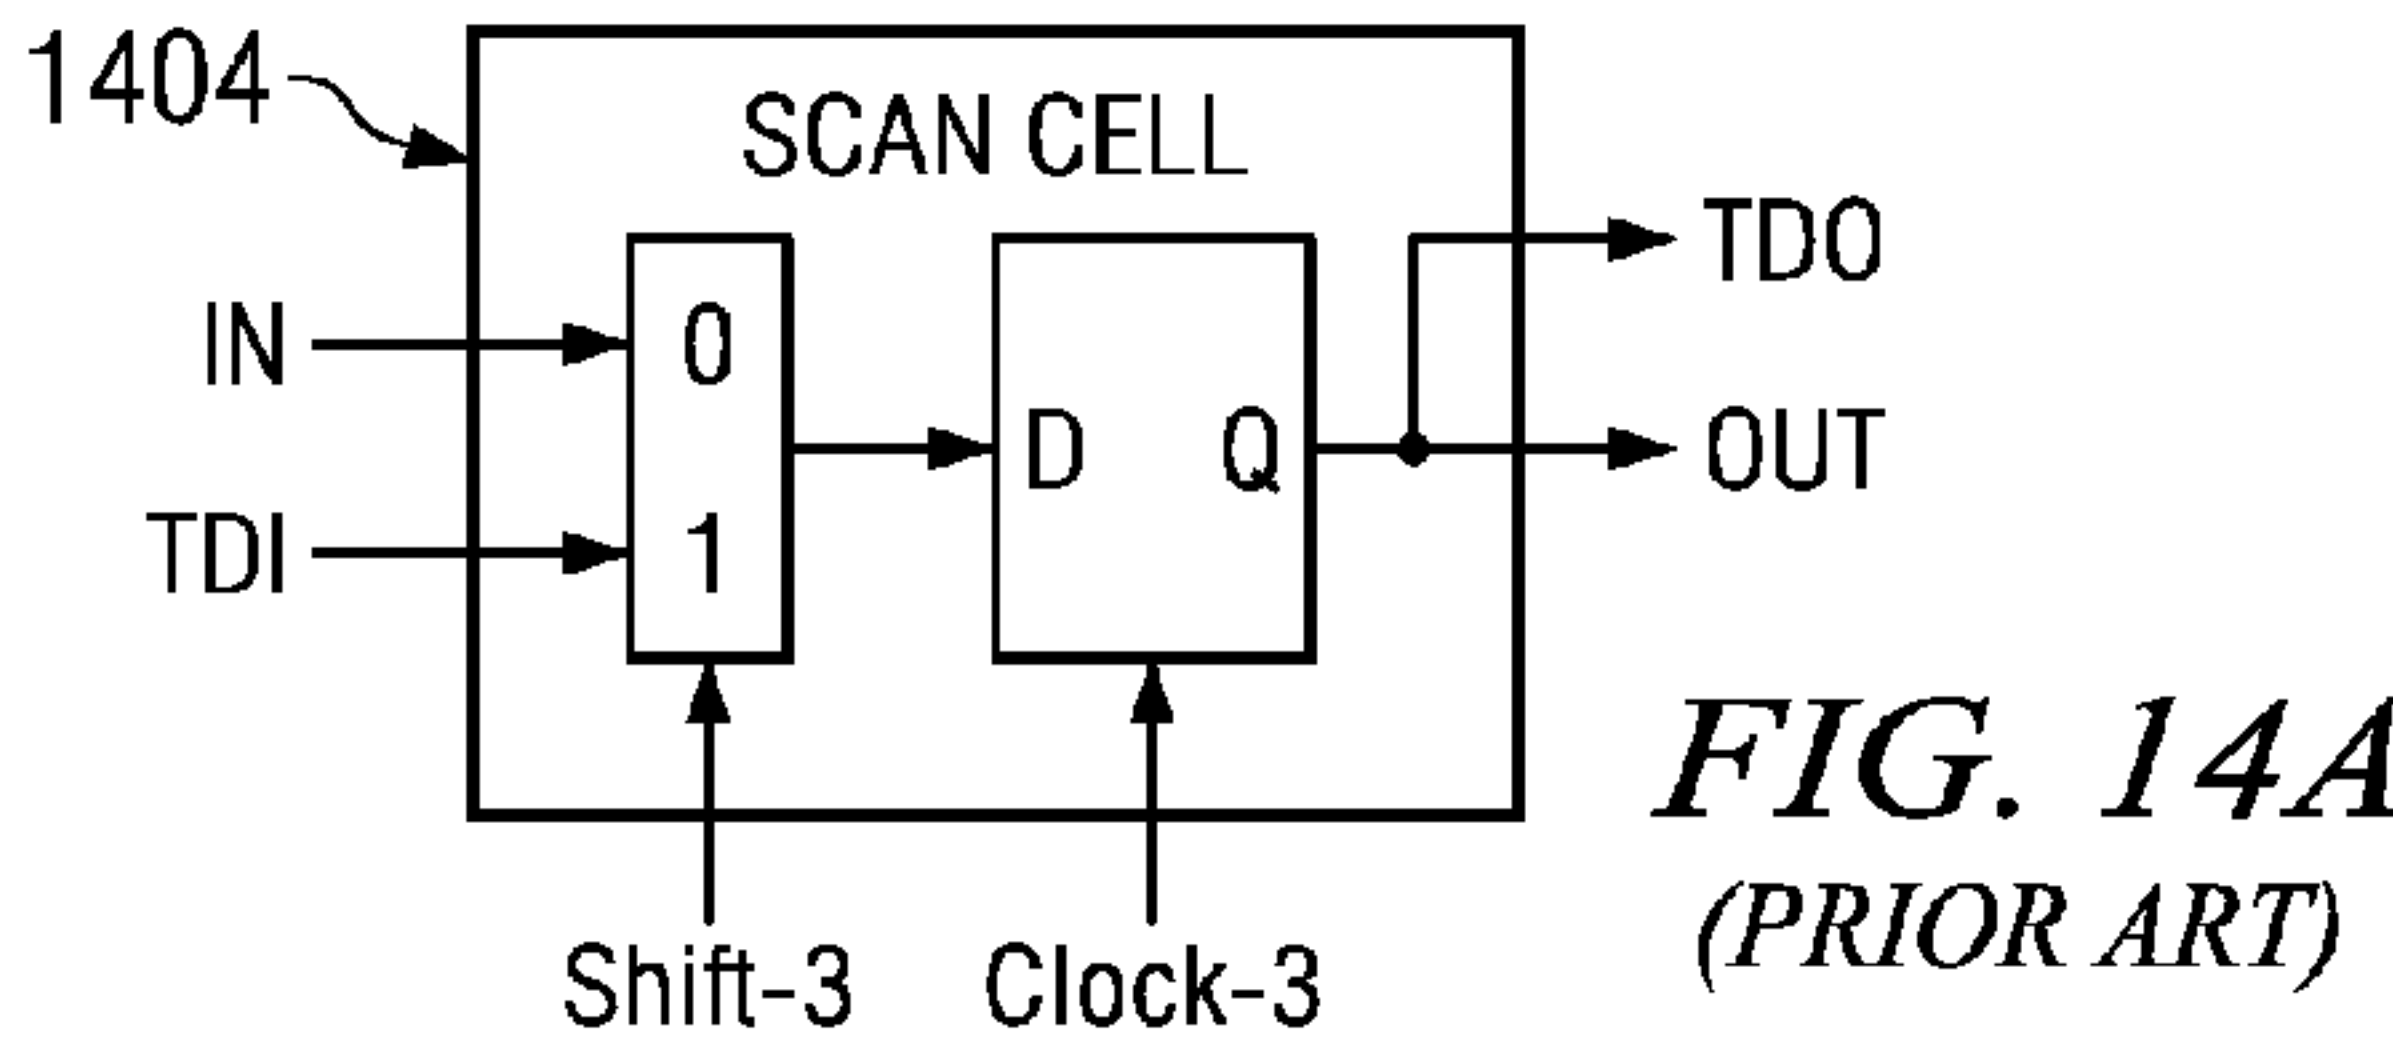 1404
SCAN CELL
TDO
IN
0
D
Q
OUT
TDI
1
FIG. 14A
(PRIOR ART)
Shift-3
Clock-3